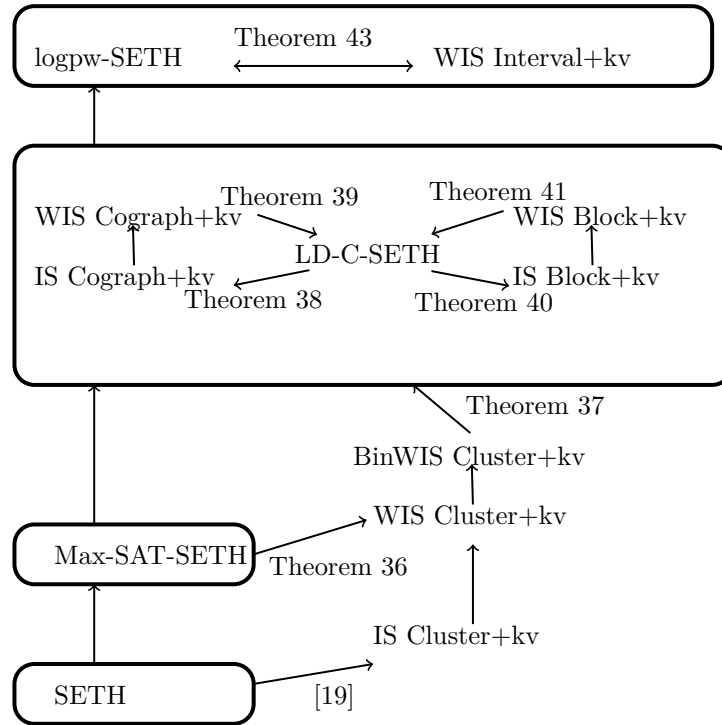 Theorem 43
logpw-SETH
WIS Interval+kv
Theorem 39
Theorem 41
WIS Cograph+kv
WIS Block+kv
LD-C-SETH
IS Cograph+kv
IS Block+kv
Theorem 38
Theorem 40
Theorem 37
BinWIS Cluster+kv
WIS Cluster+kv
Max-SAT-SETH
Theorem 36
IS Cluster+kv
SETH
[19]